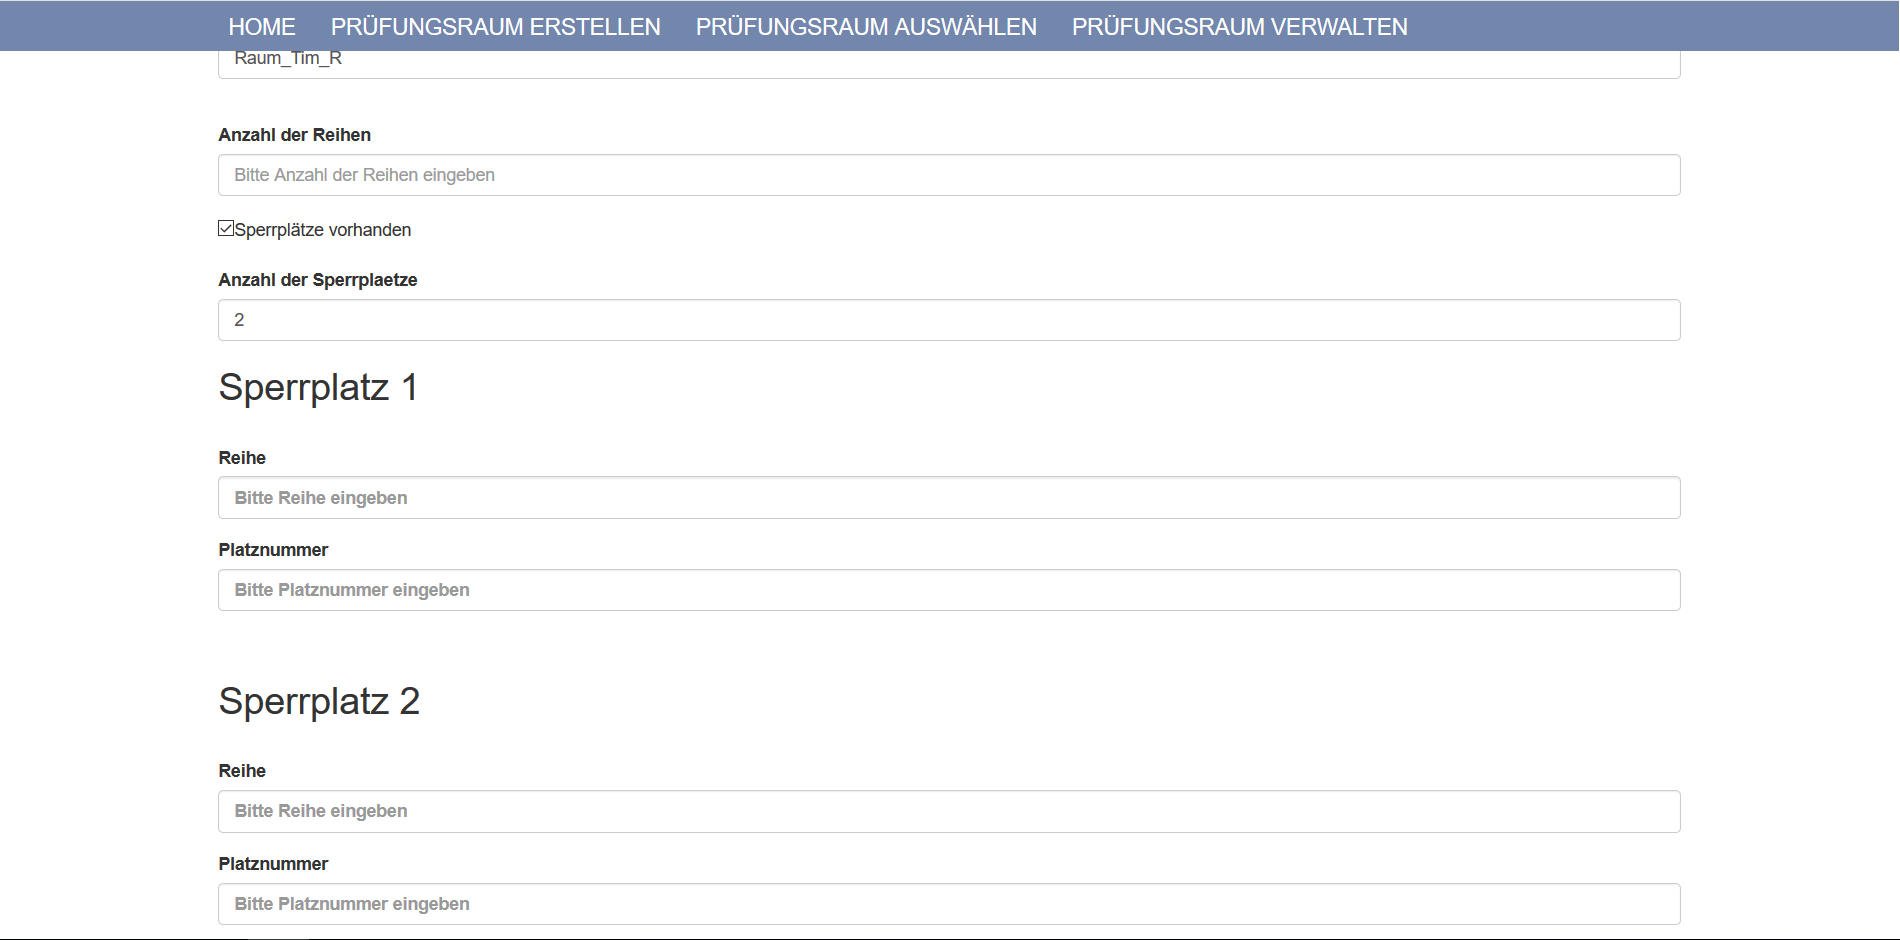 HOME PRÜFUNGSRAUM ERSTELLEN PRÜFUNGSRAUM AUSWÄHLEN PRÜFUNGSRAUM VERWALTEN
Raum_Tim_R
Anzahl der Reihen
Bitte Anzahl der Reihen eingeben
Sperrplätze vorhanden
Anzahl der Sperrplaetze
2
Sperrplatz 1
Reihe
Bitte Reihe eingeben
Platznummer
Bitte Platznummer eingeben
Sperrplatz 2
Reihe
Bitte Reihe eingeben
Platznummer
Bitte Platznummer eingeben